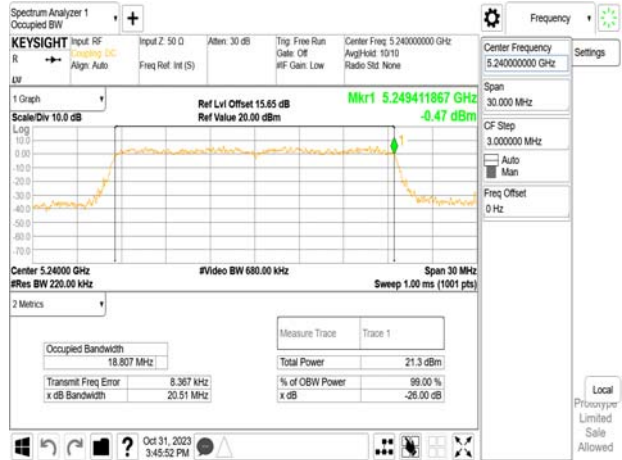 Spectrum Analyzer 1
Occupied BW
Frequency
KEYSIGHT Input: RF
Coupling: DC
Align: Auto
R
Input Z: 50 Ω
Freq Ref: Int (S)
Atten: 30 dB
Trig: Free Run
Gate: Off
#IF Gain: Low
Center Freq: 5.240000000 GHz
Avg|Hold: 10/10
Radio Std: None
Center Frequency
5.240000000 GHz
Settings
Span
30.000 MHz
CF Step
3.000000 MHz
Auto
Man
Freq Offset
0 Hz
1 Graph
Scale/Div 10.0 dB
Ref Lvl Offset 15.65 dB
Ref Value 20.00 dBm
Mkr1 5.249411867 GHz
-0.47 dBm
Log
10.0
0.00
-10.0
-20.0
-30.0
-40.0
-50.0
-60.0
-70.0
1
Center 5.24000 GHz
#Res BW 220.00 kHz
#Video BW 680.00 kHz
Span 30 MHz
Sweep 1.00 ms (1001 pts)
2 Metrics
Measure Trace Trace 1
Occupied Bandwidth
18.807 MHz
Total Power 21.3 dBm
Transmit Freq Error 8.367 kHz
% of OBW Power 99.00 %
x dB Bandwidth 20.51 MHz
x dB -26.00 dB
Local
Prototype
Limited
Sale
Allowed
Oct 31, 2023
3:45:52 PM